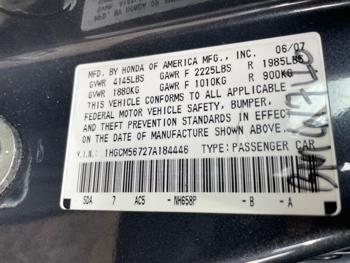 MFD. BY HONDA OF AMERICA MFG., INC. 06/07
GVWR 4145LBS GAWR F 2225LBS R 1985LBS
GVWR 1880KG GAWR F 1010KG R 900KG
THIS VEHICLE CONFORMS TO ALL APPLICABLE
FEDERAL MOTOR VEHICLE SAFETY, BUMPER,
AND THEFT PREVENTION STANDARDS IN EFFECT
ON THE DATE OF MANUFACTURE SHOWN ABOVE
V.I.N.: 1HGCM56727A184446 TYPE: PASSENGER CAR
SDA 7 AC5 - NH658P - B - A